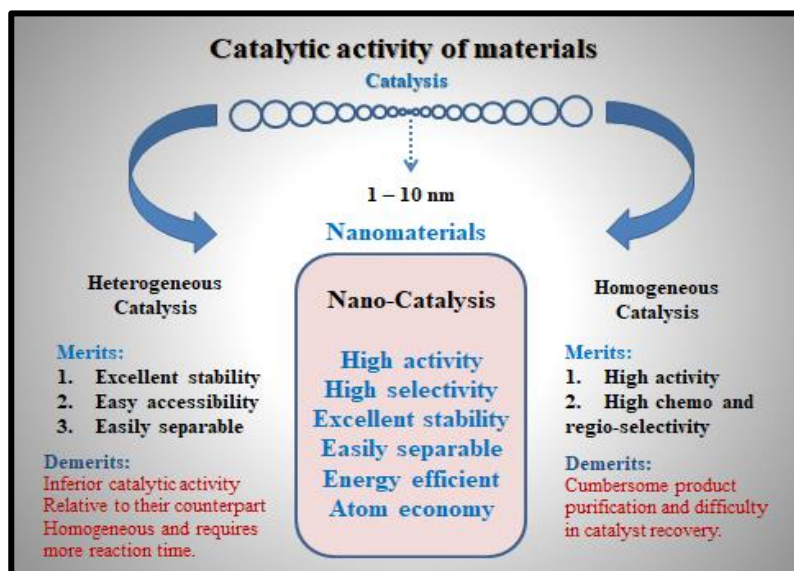 Catalytic activity of materials
Catalysis
1 – 10 nm
Nanomaterials
Heterogeneous
Catalysis
Merits:
1. Excellent stability
2. Easy accessibility
3. Easily separable
Demerits:
Inferior catalytic activity
Relative to their counterpart
Homogeneous and requires
more reaction time.
Nano-Catalysis
High activity
High selectivity
Excellent stability
Easily separable
Energy efficient
Atom economy
Homogeneous
Catalysis
Merits:
1. High activity
2. High chemo and
regio-selectivity
Demerits:
Cumbersome product
purification and difficulty
in catalyst recovery.